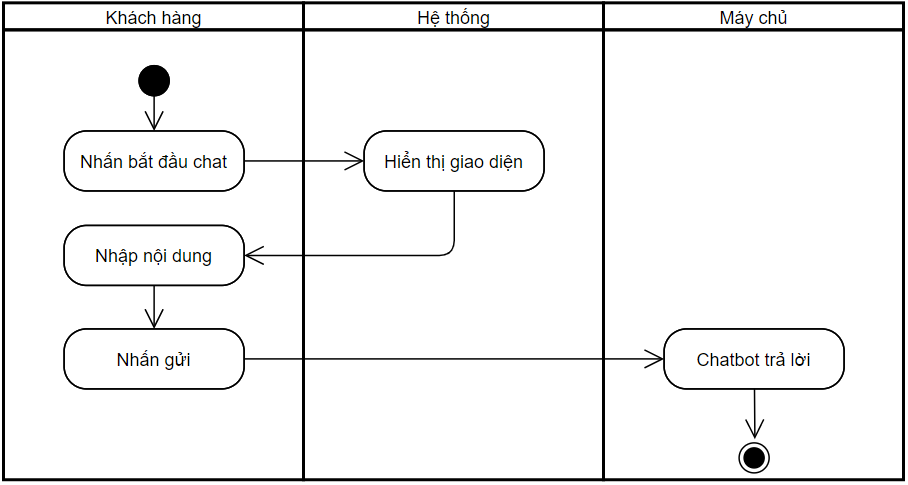 Khách hàng
Hệ thống
Máy chủ
Nhấn bắt đầu chat
Hiển thị giao diện
Nhập nội dung
Nhấn gửi
Chatbot trả lời